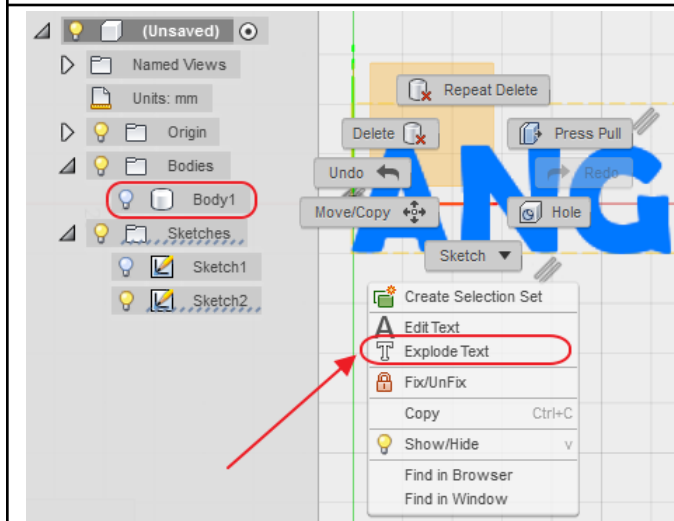 (Unsaved)
Named Views
Units: mm
Origin
Bodies
Body1
Sketches
Sketch1
Sketch2
Repeat Delete
Delete
Press Pull
Undo
Redo
Move/Copy
Hole
Sketch
ANG
Create Selection Set
Edit Text
Explode Text
Fix/UnFix
Copy Ctrl+C
Show/Hide v
Find in Browser
Find in Window